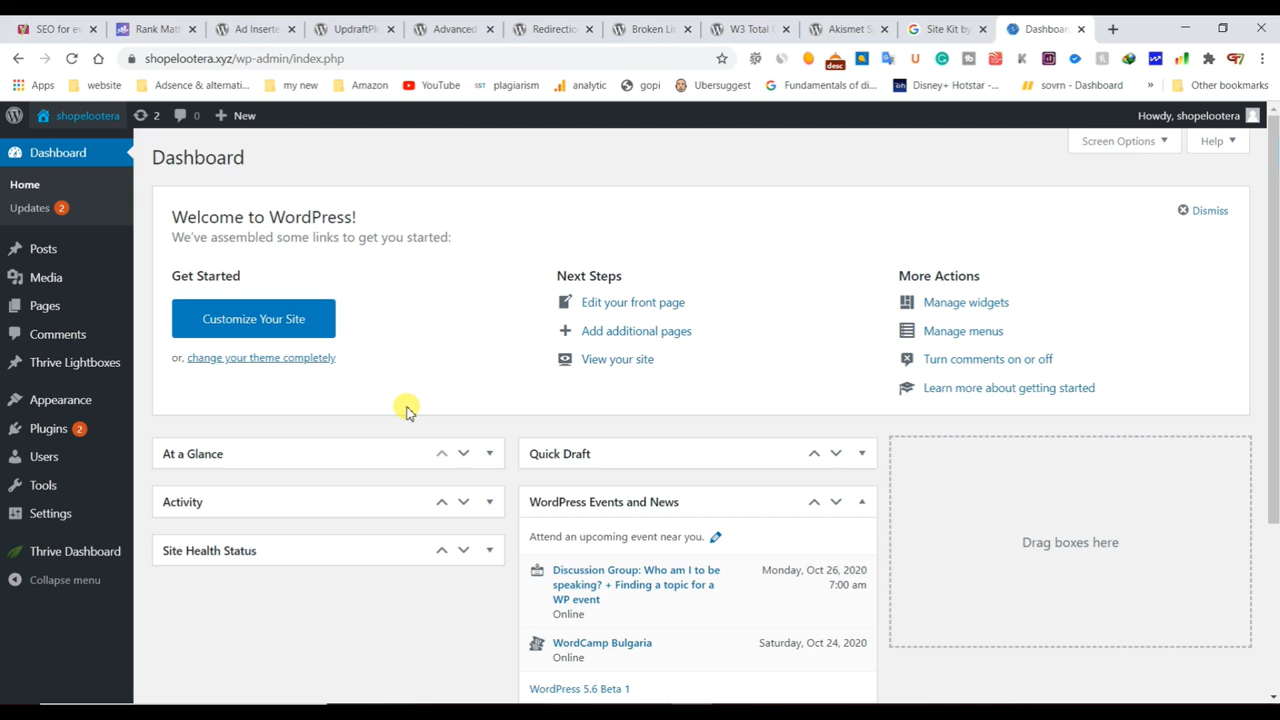 SEO for ev
Rank Math
Ad Inserte
UpdraftPlu
Advanced
Redirectio
Broken Lin
W3 Total C
Akismet S
Site Kit by
Dashboard
shopelootera.xyz/wp-admin/index.php
Apps
website
Adsence & alternati...
my new
Amazon
YouTube
SST plagiarism
analytic
gopi
Ubersuggest
Fundamentals of di...
Disney+ Hotstar -...
sovrn - Dashboard
»
Other bookmarks
desc
shopelootera
2
0
New
Howdy, shopelootera
Screen Options
Help
Dashboard
Home
Updates 2
Posts
Media
Pages
Comments
Thrive Lightboxes
Appearance
Plugins 2
Users
Tools
Settings
Thrive Dashboard
Collapse menu
Dashboard
Welcome to WordPress!
Dismiss
We've assembled some links to get you started:
Get Started
Customize Your Site
or, change your theme completely
Next Steps
Edit your front page
Add additional pages
View your site
More Actions
Manage widgets
Manage menus
Turn comments on or off
Learn more about getting started
At a Glance
Activity
Site Health Status
Quick Draft
WordPress Events and News
Attend an upcoming event near you.
Discussion Group: Who am I to be
speaking? + Finding a topic for a
WP event
Online
Monday, Oct 26, 2020
7:00 am
WordCamp Bulgaria
Online
Saturday, Oct 24, 2020
WordPress 5.6 Beta 1
Drag boxes here